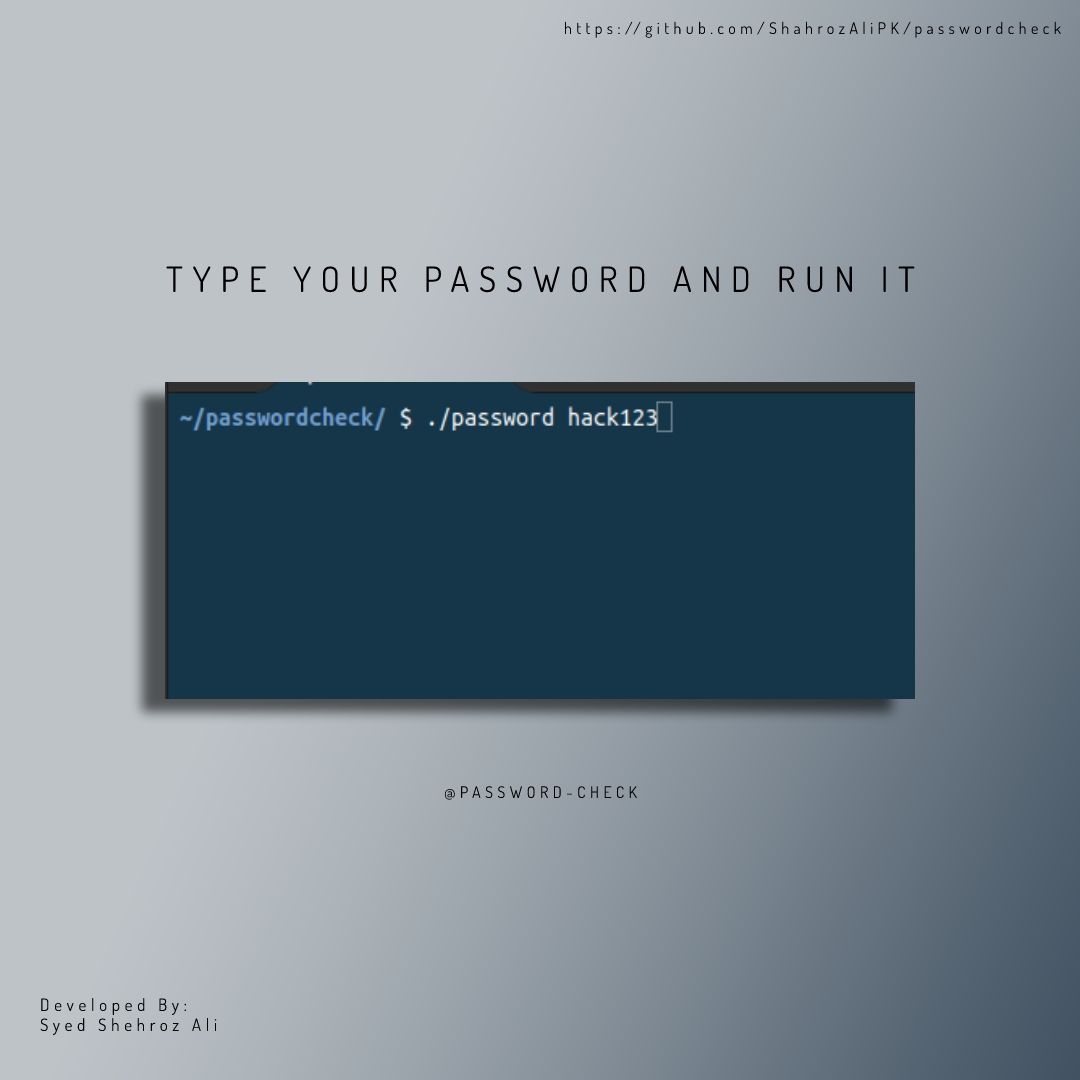 https://github.com/ShahrozAliPK/passwordcheck
TYPE YOUR PASSWORD AND RUN IT
~/passwordcheck/ $ ./password hack123
@PASSWORD-CHECK
Developed By:
Syed Shehroz Ali